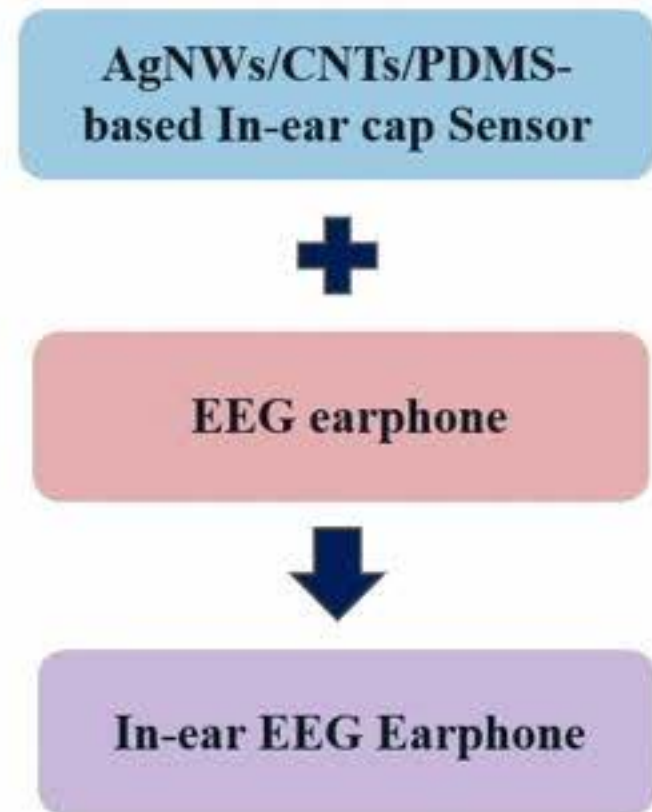 AgNWs/CNTs/PDMS-
based In-ear cap Sensor
EEG earphone
In-ear EEG Earphone